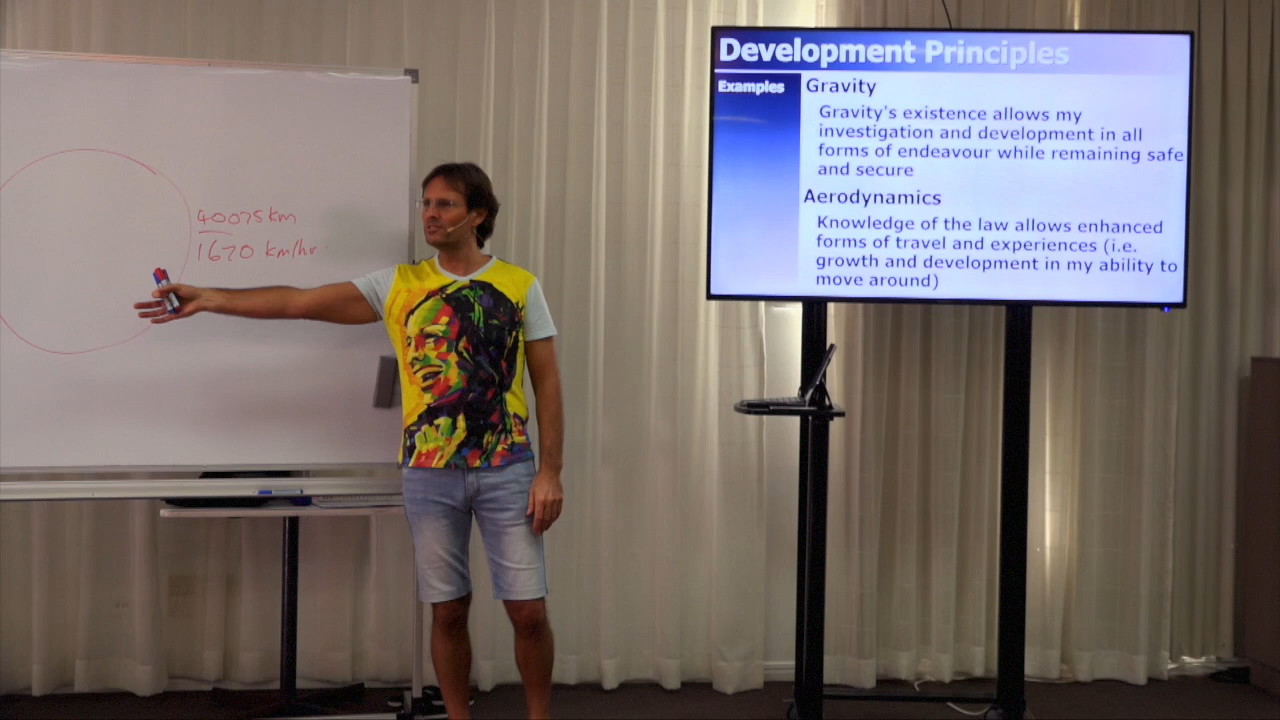 40075km
1670 km/hr
Development Principles
Examples
Gravity
Gravity's existence allows my
investigation and development in all
forms of endeavour while remaining safe
and secure
Aerodynamics
Knowledge of the law allows enhanced
forms of travel and experiences (i.e.
growth and development in my ability to
move around)